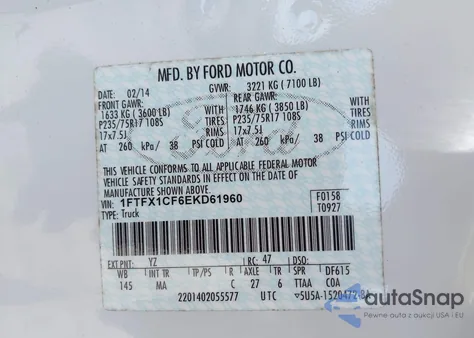 MFD. BY FORD MOTOR CO.
DATE: 02/14 GVWR: 3221 KG ( 7100 LB)
FRONT GAWR: REAR GAWR:
1633 KG ( 3600 LB) 1746 KG ( 3850 LB) WITH
P235/75R17 108S P235/75R17 108S TIRES
17x7.5J 17x7.5J RIMS
AT 260 kPa/ 38 PSI COLD AT 260 kPa/ 38 PSI COLD
THIS VEHICLE CONFORMS TO ALL APPLICABLE FEDERAL MOTOR
VEHICLE SAFETY STANDARDS IN EFFECT ON THE DATE OF
MANUFACTURE SHOWN ABOVE.
VIN: 1FTFX1CF6EKD61960 F0158
TYPE: Truck T0927
EXT PNT: YZ RC: 47 DSO:
WB INT TR TP/PS R AXLE TR SPR DF615
145 MA C 27 6 TTAA COA
2201402055577 UTC
autaSnap
Pewne auta z aukcji USA i EU